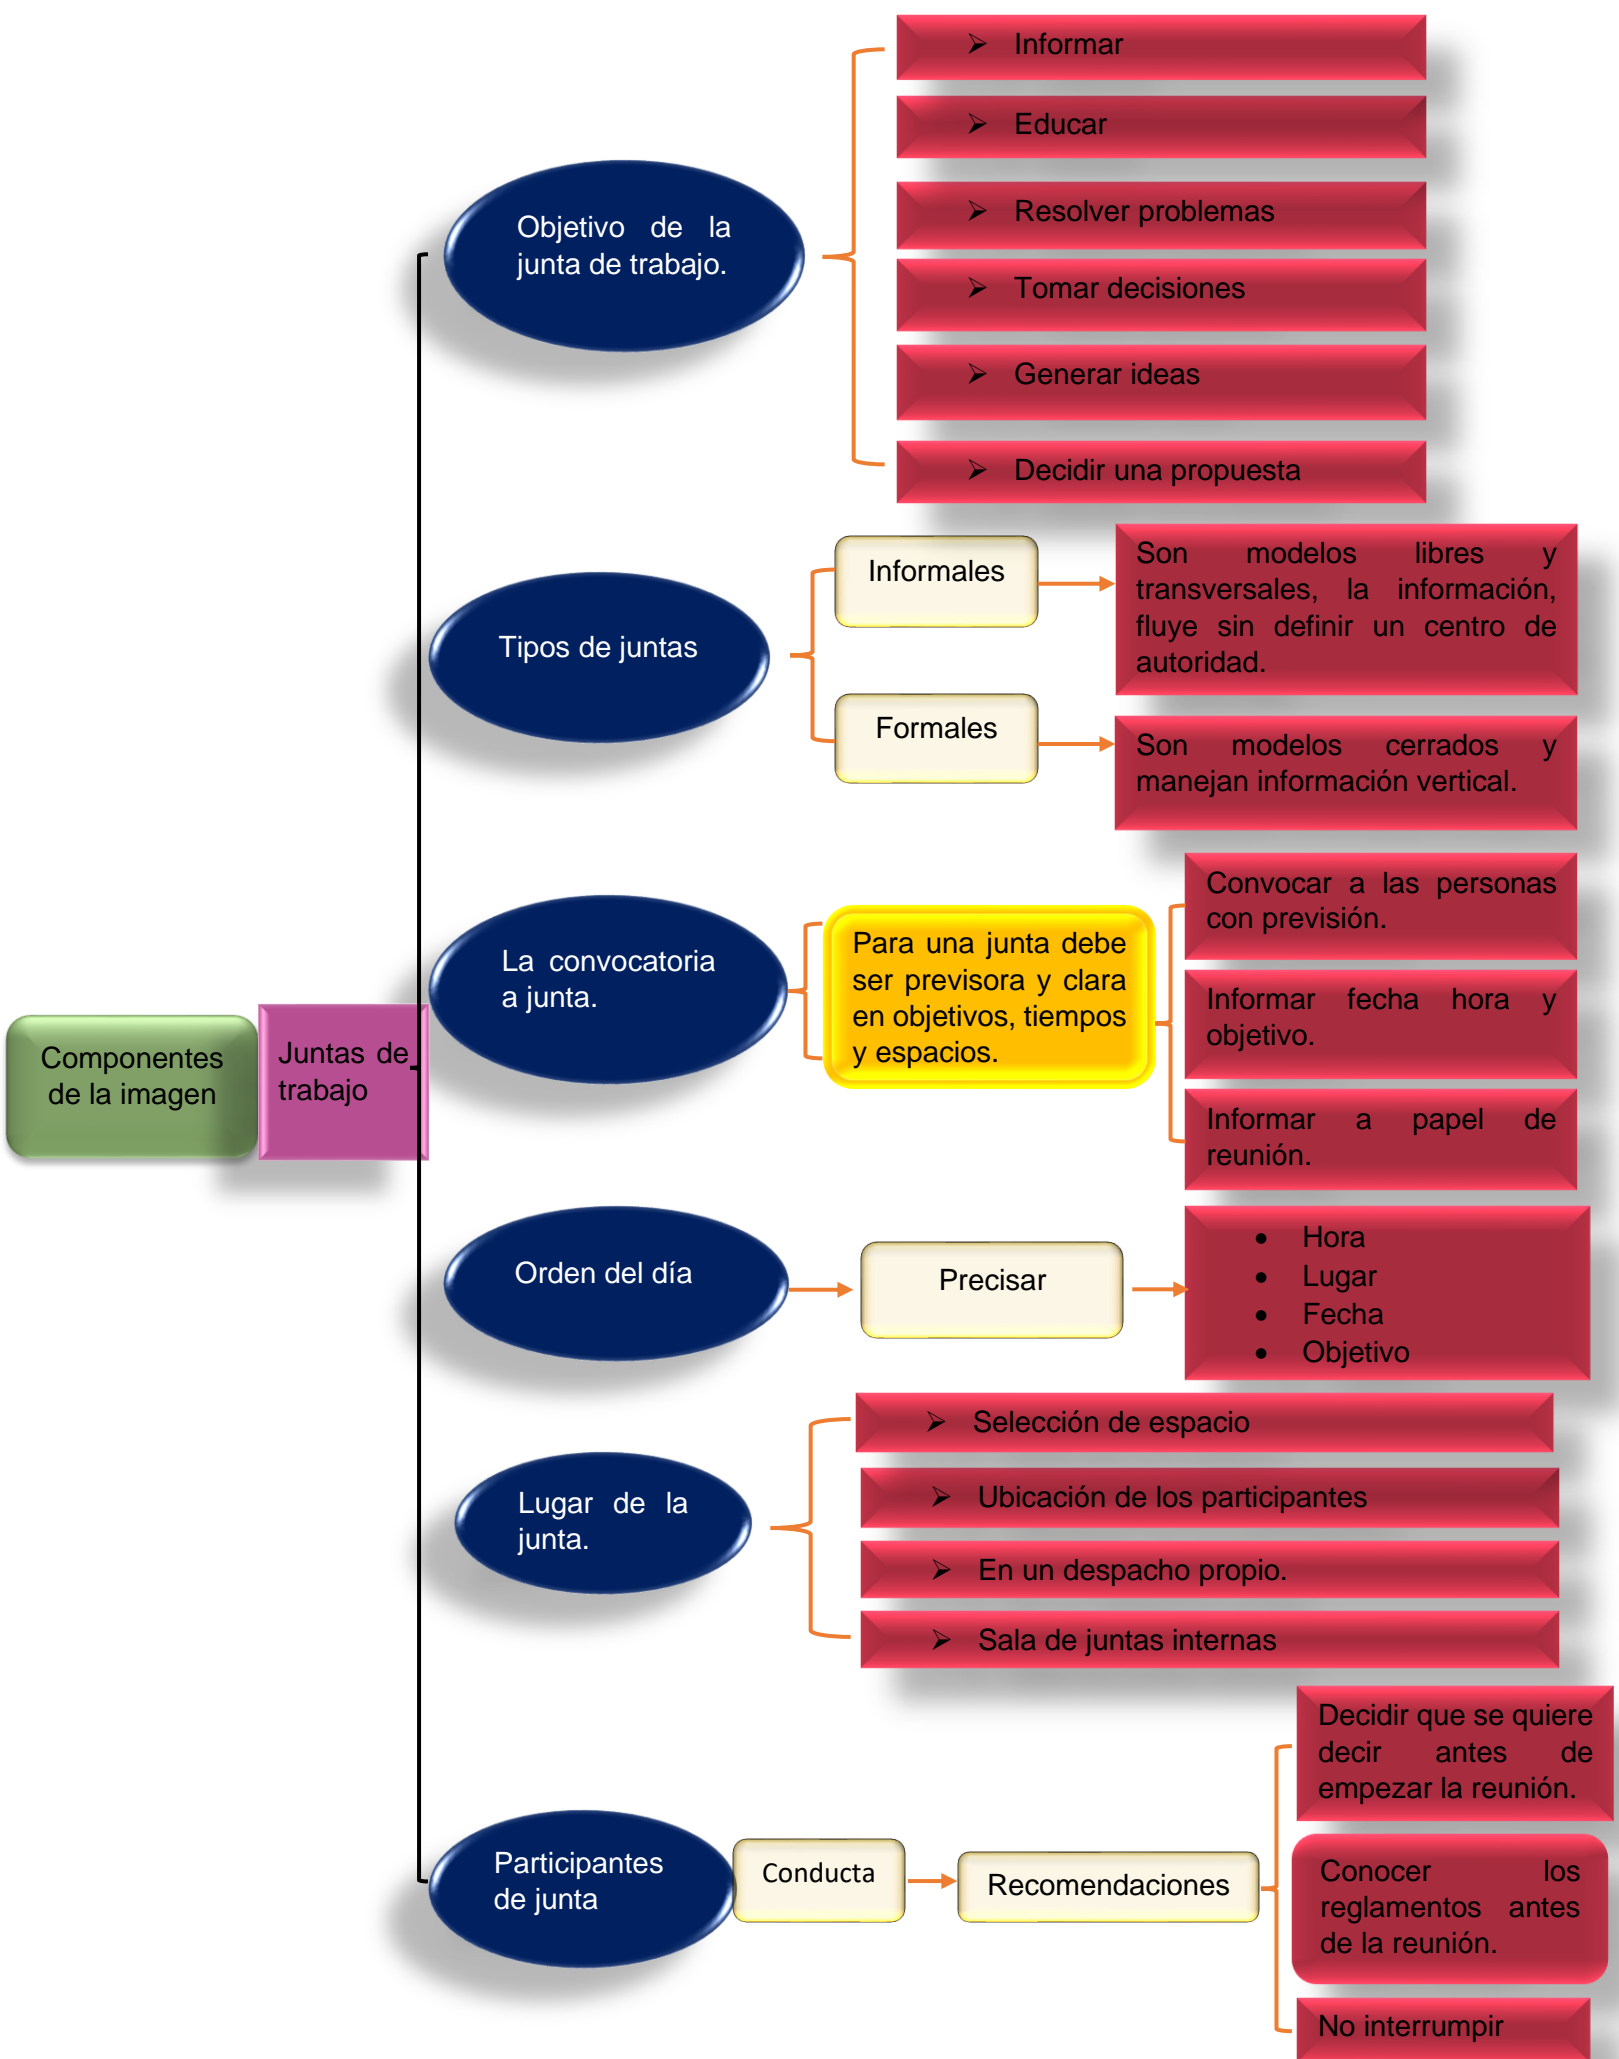 Componentes
de la imagen
Juntas de
trabajo
Objetivo de la
junta de trabajo.
➢ Informar
➢ Educar
➢ Resolver problemas
➢ Tomar decisiones
➢ Generar ideas
➢ Decidir una propuesta
Tipos de juntas
Informales
Son modelos libres y
transversales, la información,
fluye sin definir un centro de
autoridad.
Formales
Son modelos cerrados y
manejan información vertical.
La convocatoria
a junta.
Para una junta debe
ser previsora y clara
en objetivos, tiempos
y espacios.
Convocar a las personas
con previsión.
Informar fecha hora y
objetivo.
Informar a papel de
reunión.
Orden del día
Precisar
• Hora
• Lugar
• Fecha
• Objetivo
Lugar de la
junta.
➢ Selección de espacio
➢ Ubicación de los participantes
➢ En un despacho propio.
➢ Sala de juntas internas
Participantes
de junta
Conducta
Recomendaciones
Decidir que se quiere
decir antes de
empezar la reunión.
Conocer los
reglamentos antes
de la reunión.
No interrumpir